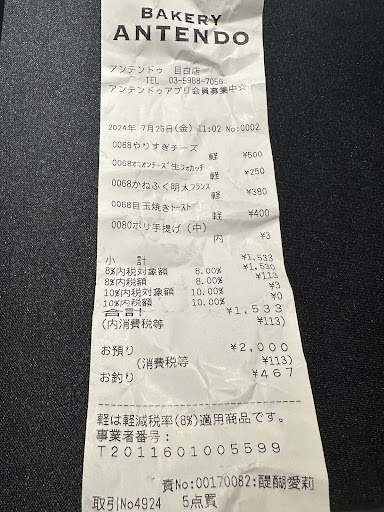 BAKERY
ANTENDO
アンテンドゥ 目白店
TEL 03-5988-7056
アンテンドゥアプリ会員募集中☆
2024年 7月25日(金) 11:02 No:0002
0068やりすぎチーズ
軽 ¥500
0068オニオンチーズ生フォカッチ
軽 ¥250
0068かねふく明太フランス
軽 ¥380
0068目玉焼きトースト
軽 ¥400
0080ポリ手提げ（中）
内 ¥3
小 計 ¥1,533
8%内税対象額 8.00% ¥1,530
8%内税額 8.00% ¥113
10%内税対象額 10.00% ¥3
10%内税額 10.00% ¥0
合計 ¥1,533
(内消費税等 ¥113)
お預り ¥2,000
(消費税等 ¥113)
お釣り ¥467
軽は軽減税率(8%)適用商品です。
事業者番号:
T2011601005599
責No:00170082:醍醐愛莉
取引No4924 5点買